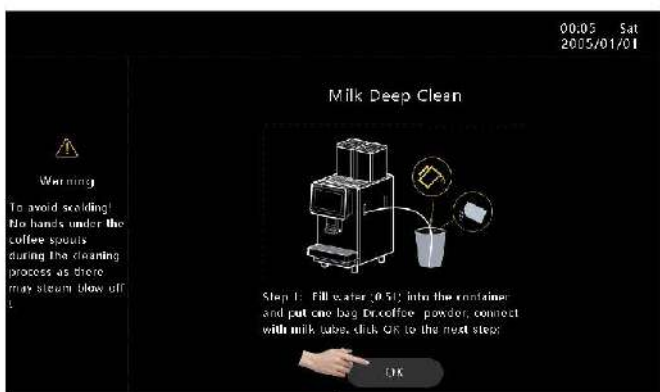 00:05 Sat
2005/01/01
Milk Deep Clean
Warning
To avoid scalding!
No hands under the
coffee spouts
during the cleaning
process as there
may steam blow off
!
Step 1: Fill water (0.5L) into the container
and put one bag Dr.coffee powder, connect
with milk tube, click OK to the next step;
OK